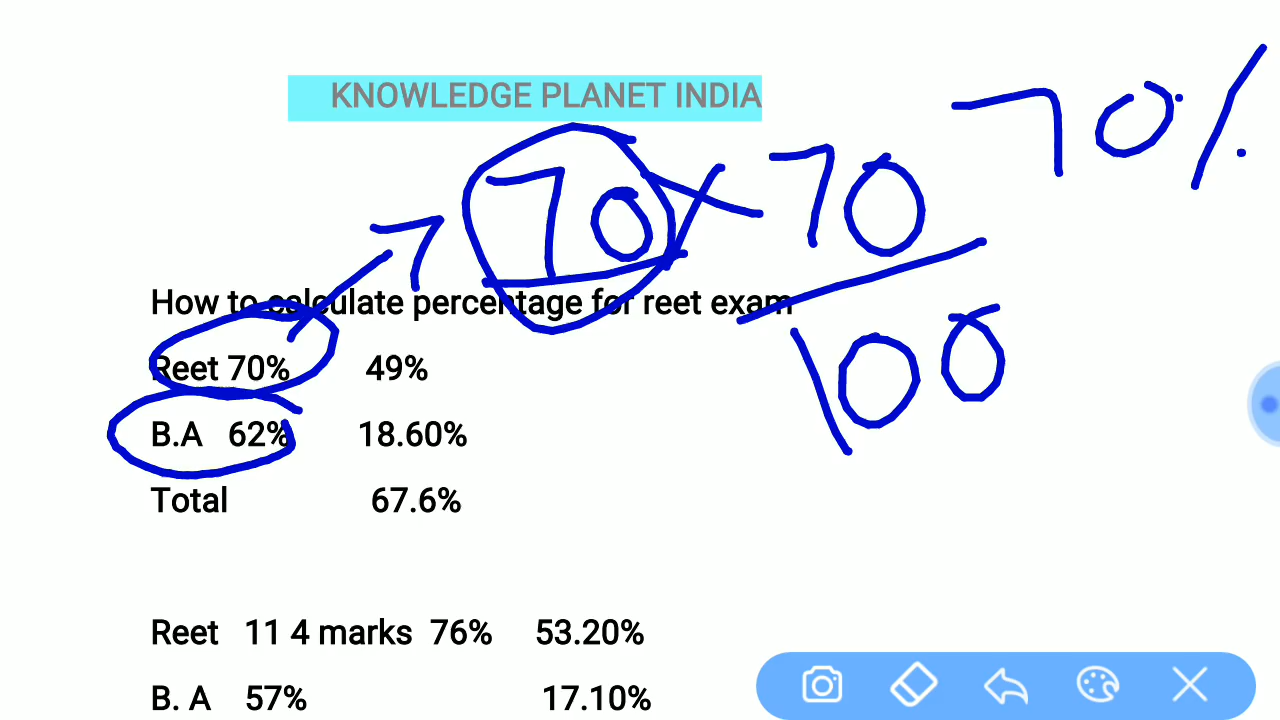 KNOWLEDGE PLANET INDIA
70%
70 × 70
100
7
How to calculate percentage for reet exam
Reet 70% 49%
B.A 62% 18.60%
Total 67.6%
Reet 11 4 marks 76% 53.20%
B. A 57% 17.10%